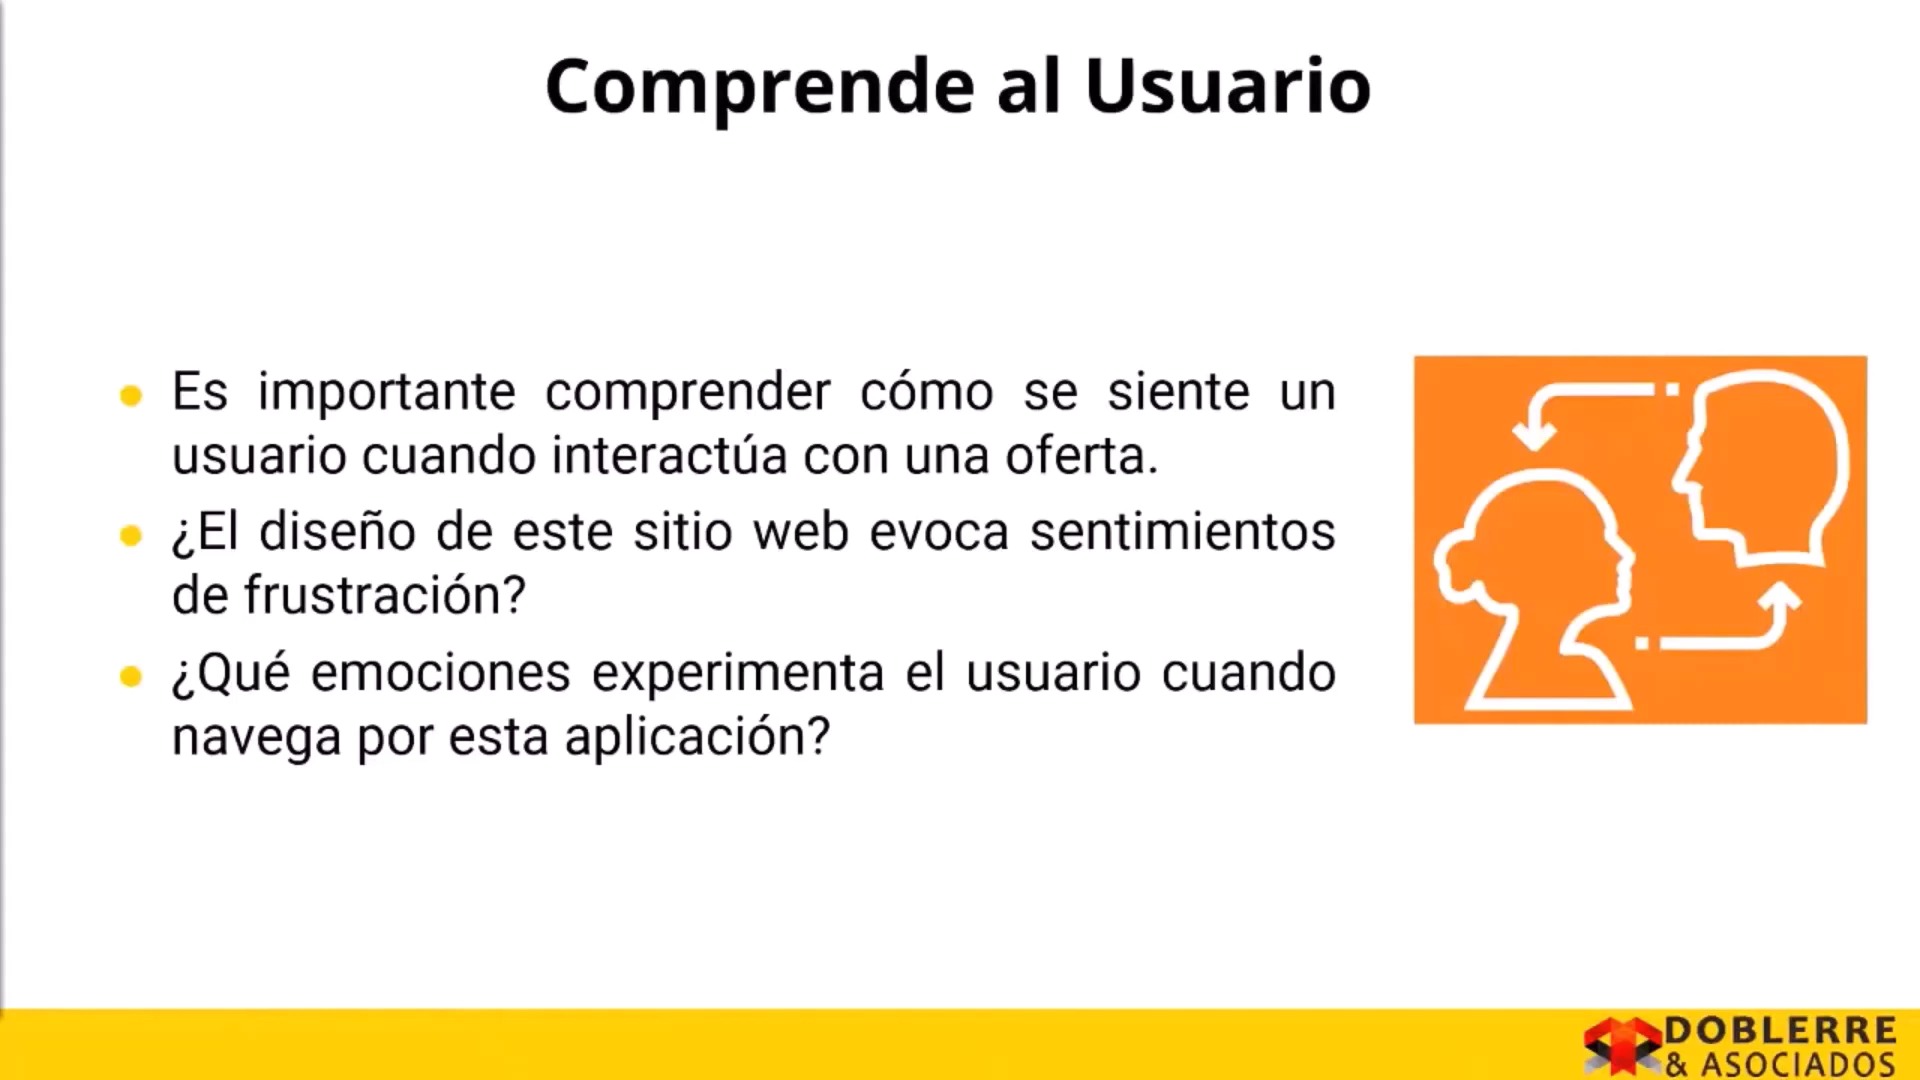 Comprende al Usuario
Es importante comprender cómo se siente un
usuario cuando interactúa con una oferta.
¿El diseño de este sitio web evoca sentimientos
de frustración?
¿Qué emociones experimenta el usuario cuando
navega por esta aplicación?
DOBLERRE
& ASOCIADOS